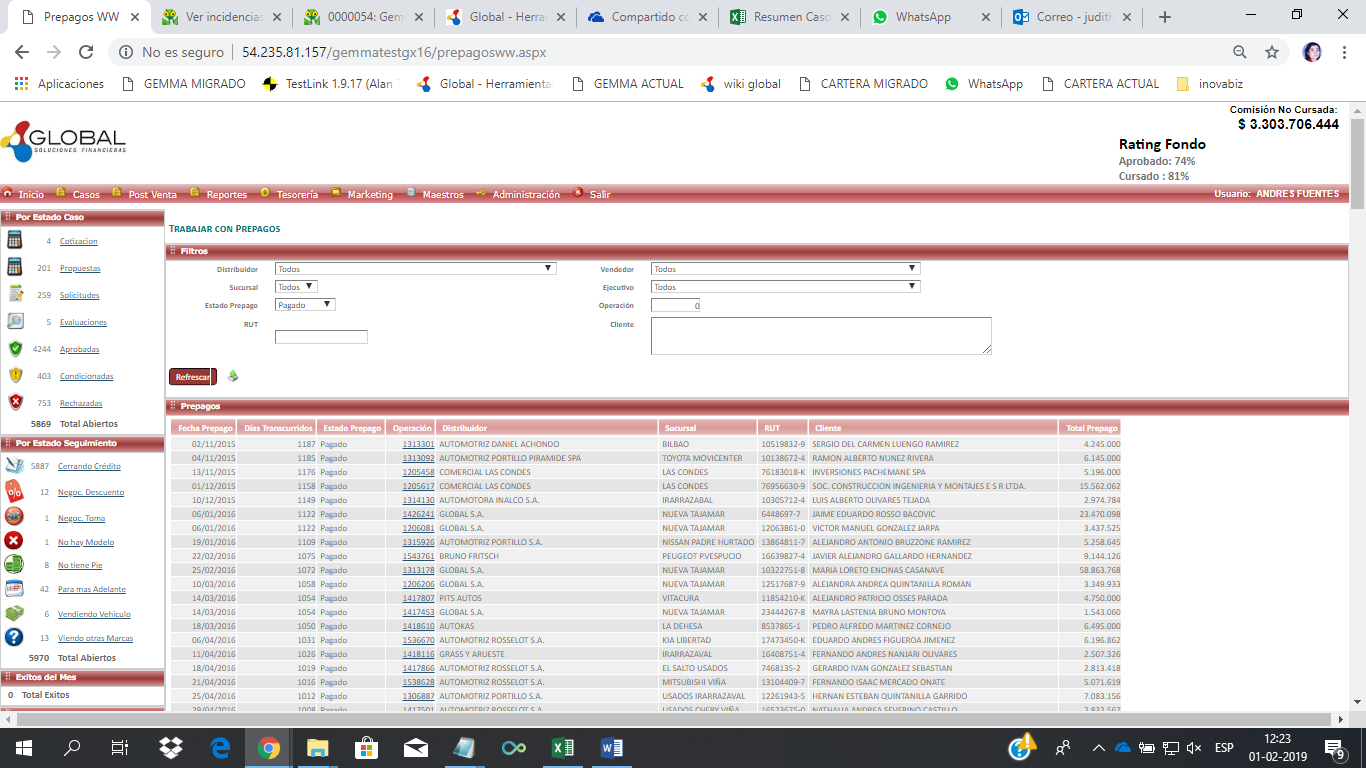 Prepagos WW
Ver incidencias
0000054: Gem
Global - Herra
Compartido co
Resumen Caso
WhatsApp
Correo - judith
No es seguro | 54.235.81.157/gemmatestgx16/prepagosww.aspx
Aplicaciones GEMMA MIGRADO TestLink 1.9.17 (Alan Global - Herramienta GEMMA ACTUAL wiki global CARTERA MIGRADO WhatsApp CARTERA ACTUAL inovabiz
Comisión No Cursada:
$ 3.303.706.444
GLOBAL
SOLUCIONES FINANCIERAS
Rating Fondo
Aprobado: 74%
Cursado : 81%
Inicio Casos Post Venta Reportes Tesorería Marketing Maestros Administración Salir Usuario: ANDRES FUENTES
Por Estado Caso
4 Cotizacion
201 Propuestas
259 Solicitudes
5 Evaluaciones
4244 Aprobadas
403 Condicionadas
753 Rechazadas
5869 Total Abiertos
Por Estado Seguimiento
5887 Cerrando Crédito
12 Negoc. Descuento
1 Negoc. Toma
1 No hay Modelo
8 No tiene Pie
42 Para mas Adelante
6 Vendiendo Vehiculo
13 Viendo otras Marcas
5970 Total Abiertos
Exitos del Mes
0 Total Exitos
TRABAJAR CON PREPAGOS
Filtros
Distribuidor Todos Vendedor Todos
Sucursal Todos Ejecutivo Todos
Estado Prepago Pagado Operación 0
RUT Cliente
Refrescar
Prepagos
Fecha Prepago Días Transcurridos Estado Prepago Operación Distribuidor Sucursal RUT Cliente Total Prepago
02/11/2015 1187 Pagado 1313301 AUTOMOTRIZ DANIEL ACHONDO BILBAO 10519832-9 SERGIO DEL CARMEN LUENGO RAMIREZ 4.245.000
04/11/2015 1185 Pagado 1313092 AUTOMOTRIZ PORTILLO PIRAMIDE SPA TOYOTA MOVICENTER 10138672-4 RAMON ALBERTO NUNEZ RIVERA 6.145.000
13/11/2015 1176 Pagado 1205458 COMERCIAL LAS CONDES LAS CONDES 76183018-K INVERSIONES PACHEMANE SPA 5.196.000
01/12/2015 1158 Pagado 1205617 COMERCIAL LAS CONDES LAS CONDES 76956630-9 SOC. CONSTRUCCION INGENIERIA Y MONTAJES E S R LTDA. 15.562.062
10/12/2015 1149 Pagado 1314130 AUTOMOTORA INALCO S.A. IRARRAZABAL 10305712-4 LUIS ALBERTO OLIVARES TEJADA 2.974.784
06/01/2016 1122 Pagado 1426241 GLOBAL S.A. NUEVA TAJAMAR 6448697-7 JAIME EDUARDO ROSSO BACOVIC 23.470.098
06/01/2016 1122 Pagado 1206081 GLOBAL S.A. NUEVA TAJAMAR 12063861-0 VICTOR MANUEL GONZALEZ JARPA 3.437.525
19/01/2016 1109 Pagado 1315926 AUTOMOTRIZ PORTILLO S.A. NISSAN PADRE HURTADO 13864811-7 ALEJANDRO ANTONIO BRUZZONE RAMIREZ 5.258.645
22/02/2016 1075 Pagado 1543761 BRUNO FRITSCH PEUGEOT P.VESPUCIO 16639827-4 JAVIER ALEJANDRO GALLARDO HERNANDEZ 9.144.126
25/02/2016 1072 Pagado 1313178 GLOBAL S.A. NUEVA TAJAMAR 10322751-8 MARIA LORETO ENCINAS CASANAVE 58.863.768
10/03/2016 1058 Pagado 1206206 GLOBAL S.A. NUEVA TAJAMAR 12517687-9 ALEJANDRA ANDREA QUINTANILLA ROMAN 3.349.933
14/03/2016 1054 Pagado 1417807 PITS AUTOS VITACURA 11854210-K ALEJANDRO PATRICIO OSSES PARADA 4.750.000
14/03/2016 1054 Pagado 1417453 GLOBAL S.A. NUEVA TAJAMAR 23444267-8 MAYRA LASTENIA BRUNO MONTOYA 1.543.060
18/03/2016 1050 Pagado 1418610 AUTOKAS LA DEHESA 8537865-1 PEDRO ALFREDO MARTINEZ CORNEJO 6.495.000
06/04/2016 1031 Pagado 1536670 AUTOMOTRIZ ROSSELOT S.A. KIA LIBERTAD 17473450-K EDUARDO ANDRES FIGUEROA JIMENEZ 6.196.862
11/04/2016 1026 Pagado 1418116 GRASS Y ARUESTE IRARRAZAVAL 16408751-4 FERNANDO ANDRES NANJARI OLIVARES 2.507.326
18/04/2016 1019 Pagado 1417866 AUTOMOTRIZ ROSSELOT S.A. EL SALTO USADOS 7468135-2 GERARDO IVAN GONZALEZ SEBASTIAN 2.813.418
21/04/2016 1016 Pagado 1538628 AUTOMOTRIZ ROSSELOT S.A. MITSUBISHI VIÑA 13104409-7 FERNANDO ISAAC MERCADO ONATE 5.071.619
25/04/2016 1012 Pagado 1306887 AUTOMOTRIZ PORTILLO S.A. USADOS IRARRAZAVAL 12261943-5 HERNAN ESTEBAN QUINTANILLA GARRIDO 7.083.156
29/04/2016 1008 Pagado 1417501 AUTOMOTRIZ ROSSELOT S.A. USADOS CHERY VIÑA 16523675-0 NATHALIA ANDREA SEVERINO CASTILLO 2.832.567
ESP
12:23
01-02-2019
9